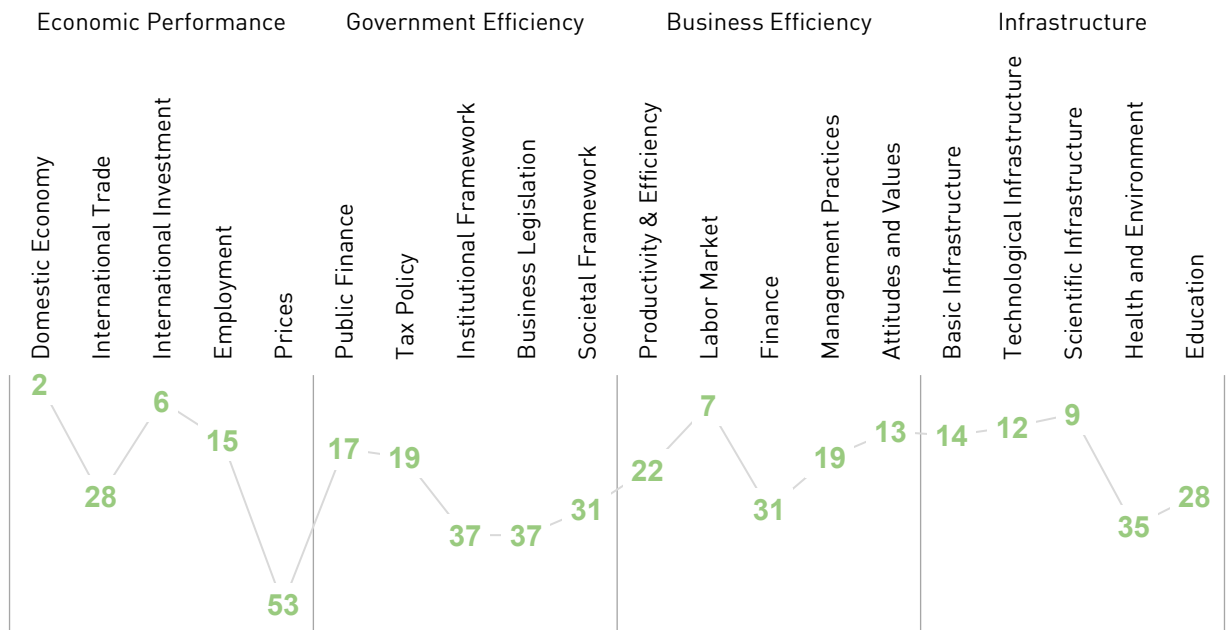 Economic Performance
Government Efficiency
Business Efficiency
Infrastructure
Domestic Economy
International Trade
International Investment
Employment
Prices
Public Finance
Tax Policy
Institutional Framework
Business Legislation
Societal Framework
Productivity & Efficiency
Labor Market
Finance
Management Practices
Attitudes and Values
Basic Infrastructure
Technological Infrastructure
Scientific Infrastructure
Health and Environment
Education
2
28
6
15
53
17
19
37
37
31
22
7
31
19
13
14
12
9
35
28